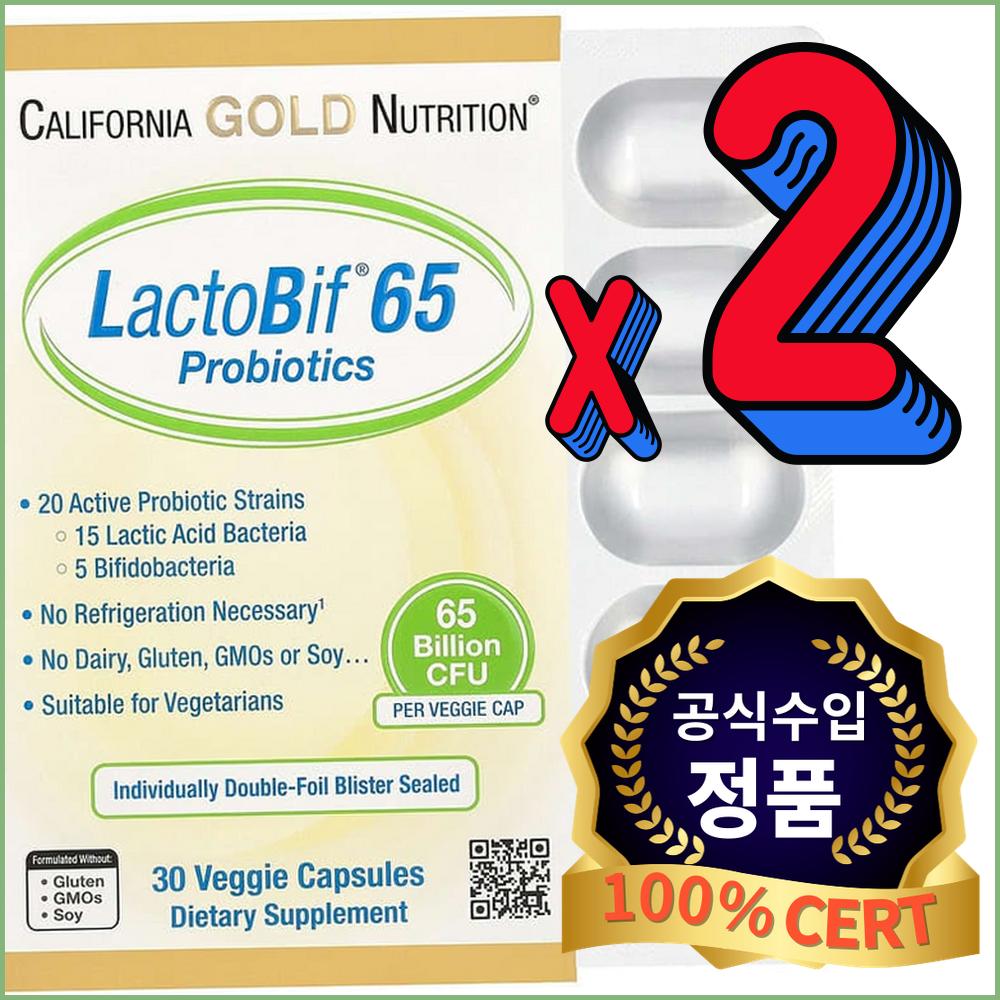 CALIFORNIA GOLD NUTRITION®
LactoBif® 65
Probiotics
x2
• 20 Active Probiotic Strains
○ 15 Lactic Acid Bacteria
○ 5 Bifidobacteria
• No Refrigeration Necessary¹
• No Dairy, Gluten, GMOs or Soy...
• Suitable for Vegetarians
65
Billion
CFU
PER VEGGIE CAP
Individually Double-Foil Blister Sealed
Formulated Without:
• Gluten
• GMOs
• Soy
30 Veggie Capsules
Dietary Supplement
공식수입
정품
100% CERT